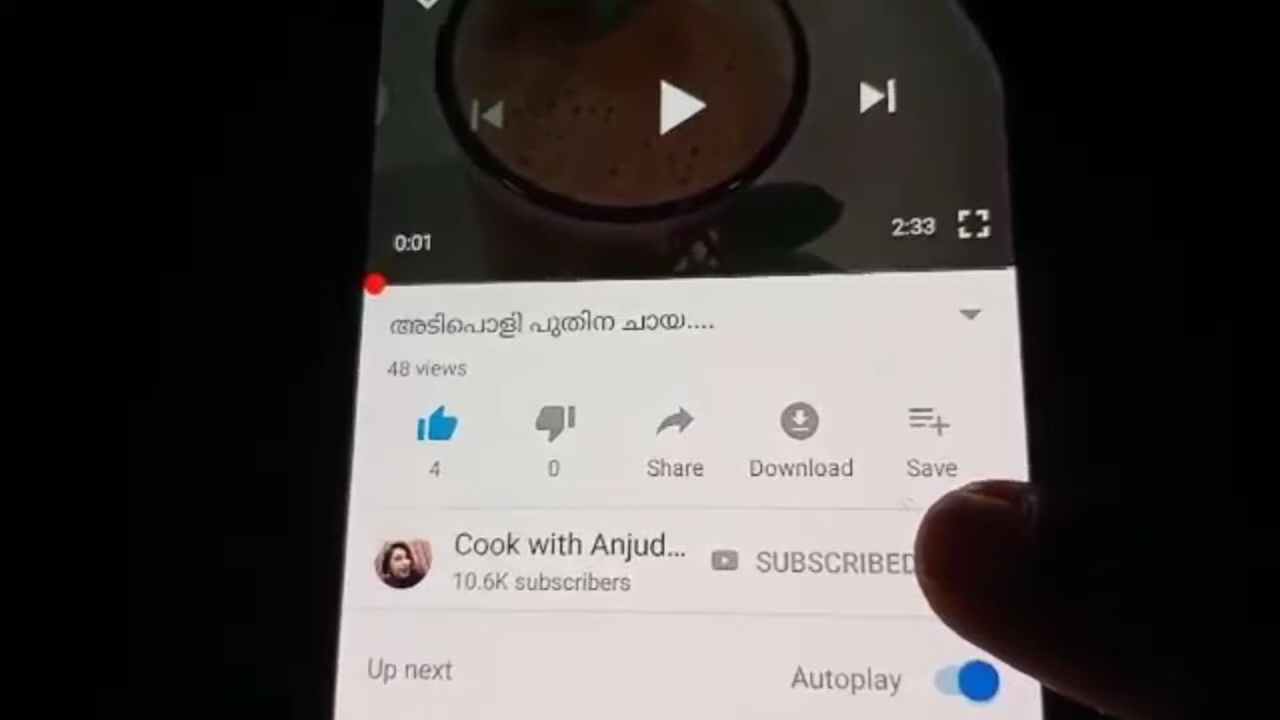 0:01
2:33
അടിപൊളി പുതിന ചായ....
48 views
4
0
Share
Download
Save
Cook with Anjud...
SUBSCRIBED
10.6K subscribers
Up next
Autoplay